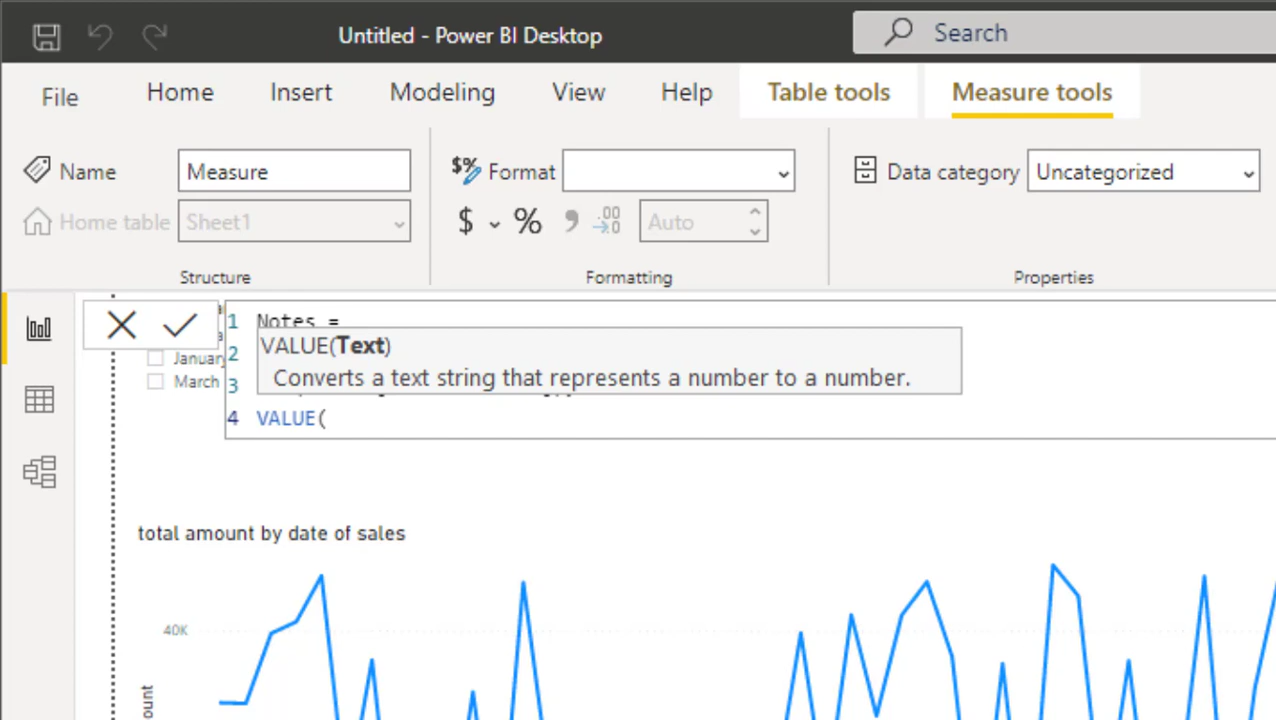 Untitled - Power BI Desktop
Search
File
Home
Insert
Modeling
View
Help
Table tools
Measure tools
Name
Measure
Format
Data category
Uncategorized
Home table
Sheet1
$
%
,
.00
→.0
Auto
Structure
Formatting
Properties
1 Notes =
2
VALUE(Text)
Converts a text string that represents a number to a number.
3
4 VALUE(
January
March
total amount by date of sales
40K